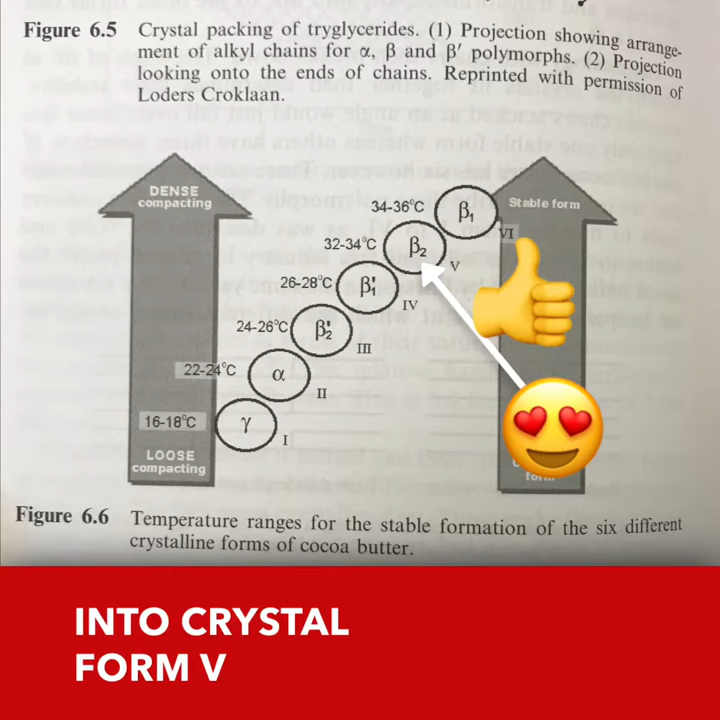 Figure 6.5 Crystal packing of tryglycerides. (1) Projection showing arrange-
ment of alkyl chains for α, β and β′ polymorphs. (2) Projection
looking onto the ends of chains. Reprinted with permission of
Loders Croklaan.
DENSE
compacting
Stable form
34-36°C β₁ VI
32-34°C β₂ V
26-28°C β₁′ IV
24-26°C β₂′ III
22-24°C α II
16-18°C γ I
LOOSE
compacting
Figure 6.6 Temperature ranges for the stable formation of the six different
crystalline forms of cocoa butter.
INTO CRYSTAL
FORM V